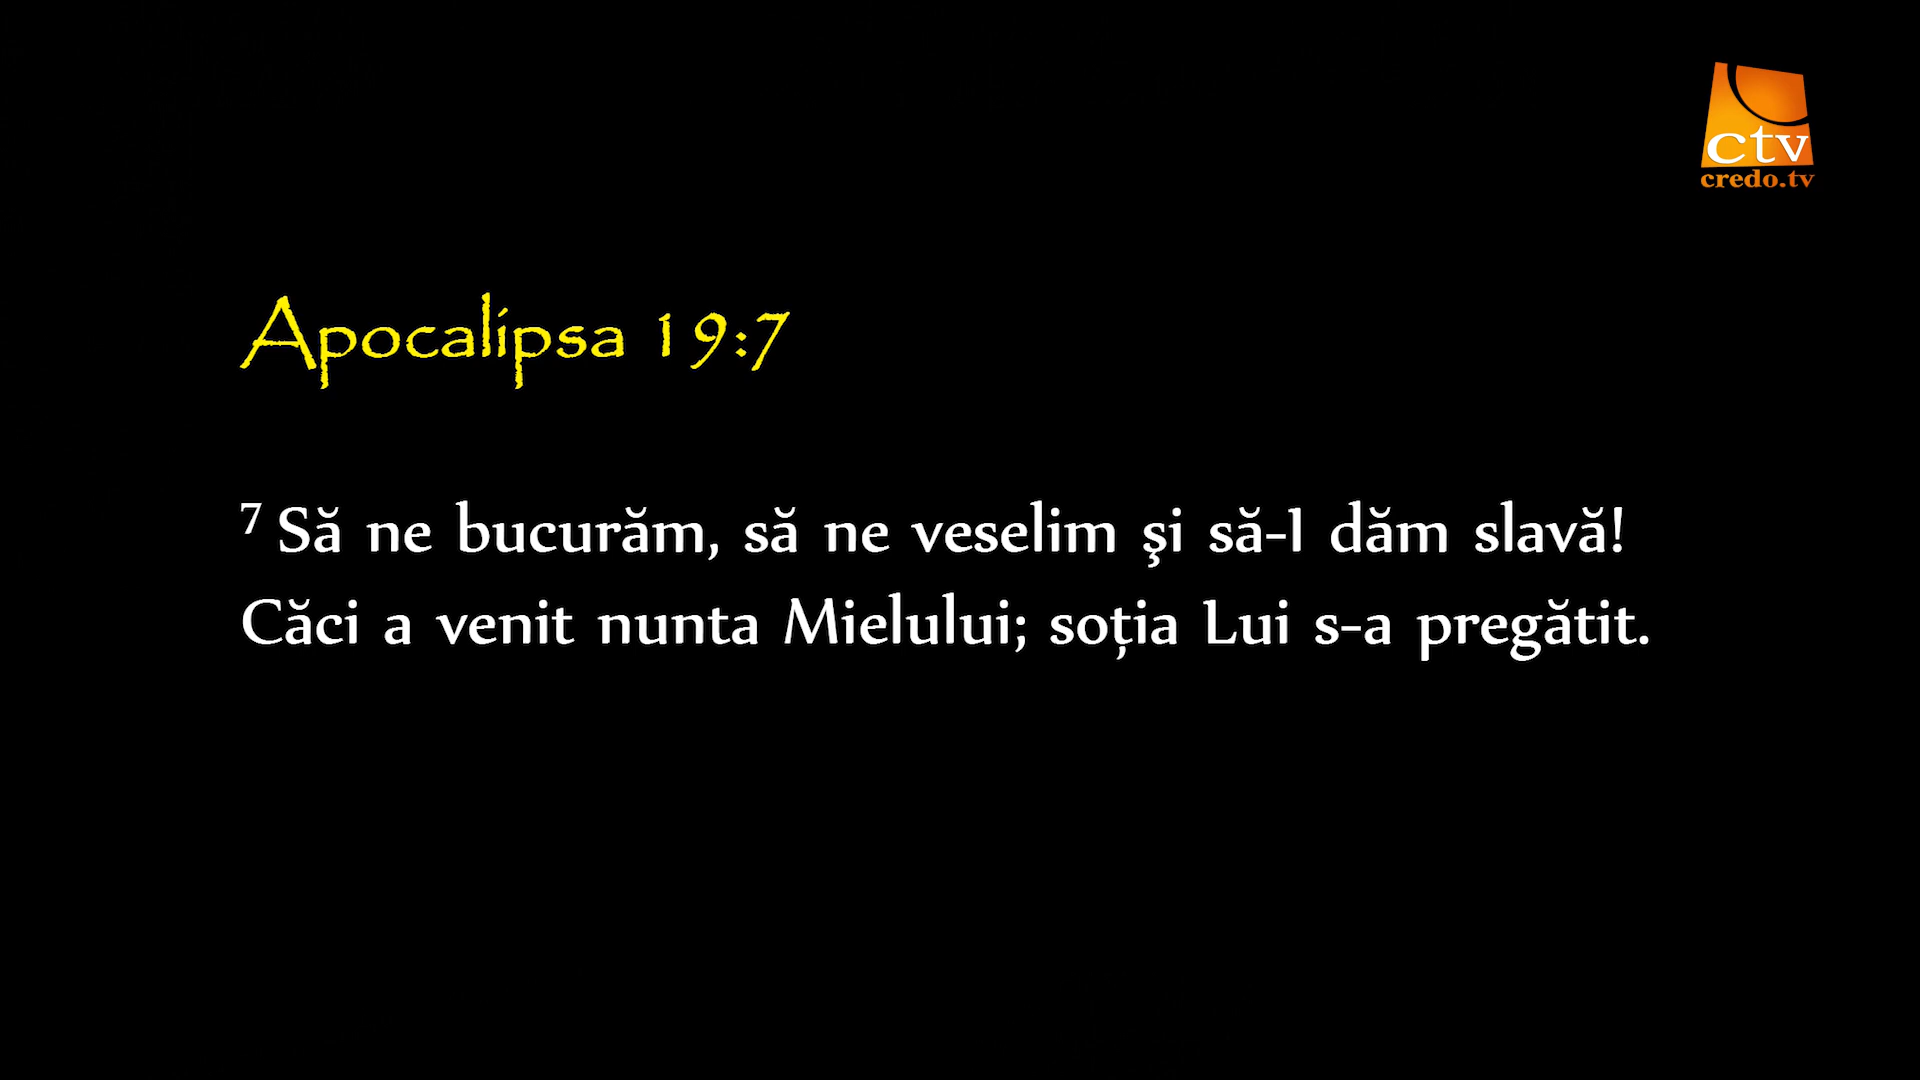 ctv
credo.tv
Apocalipsa 19:7
⁷ Să ne bucurăm, să ne veselim şi să-I dăm slavă!
Căci a venit nunta Mielului; soţia Lui s-a pregătit.